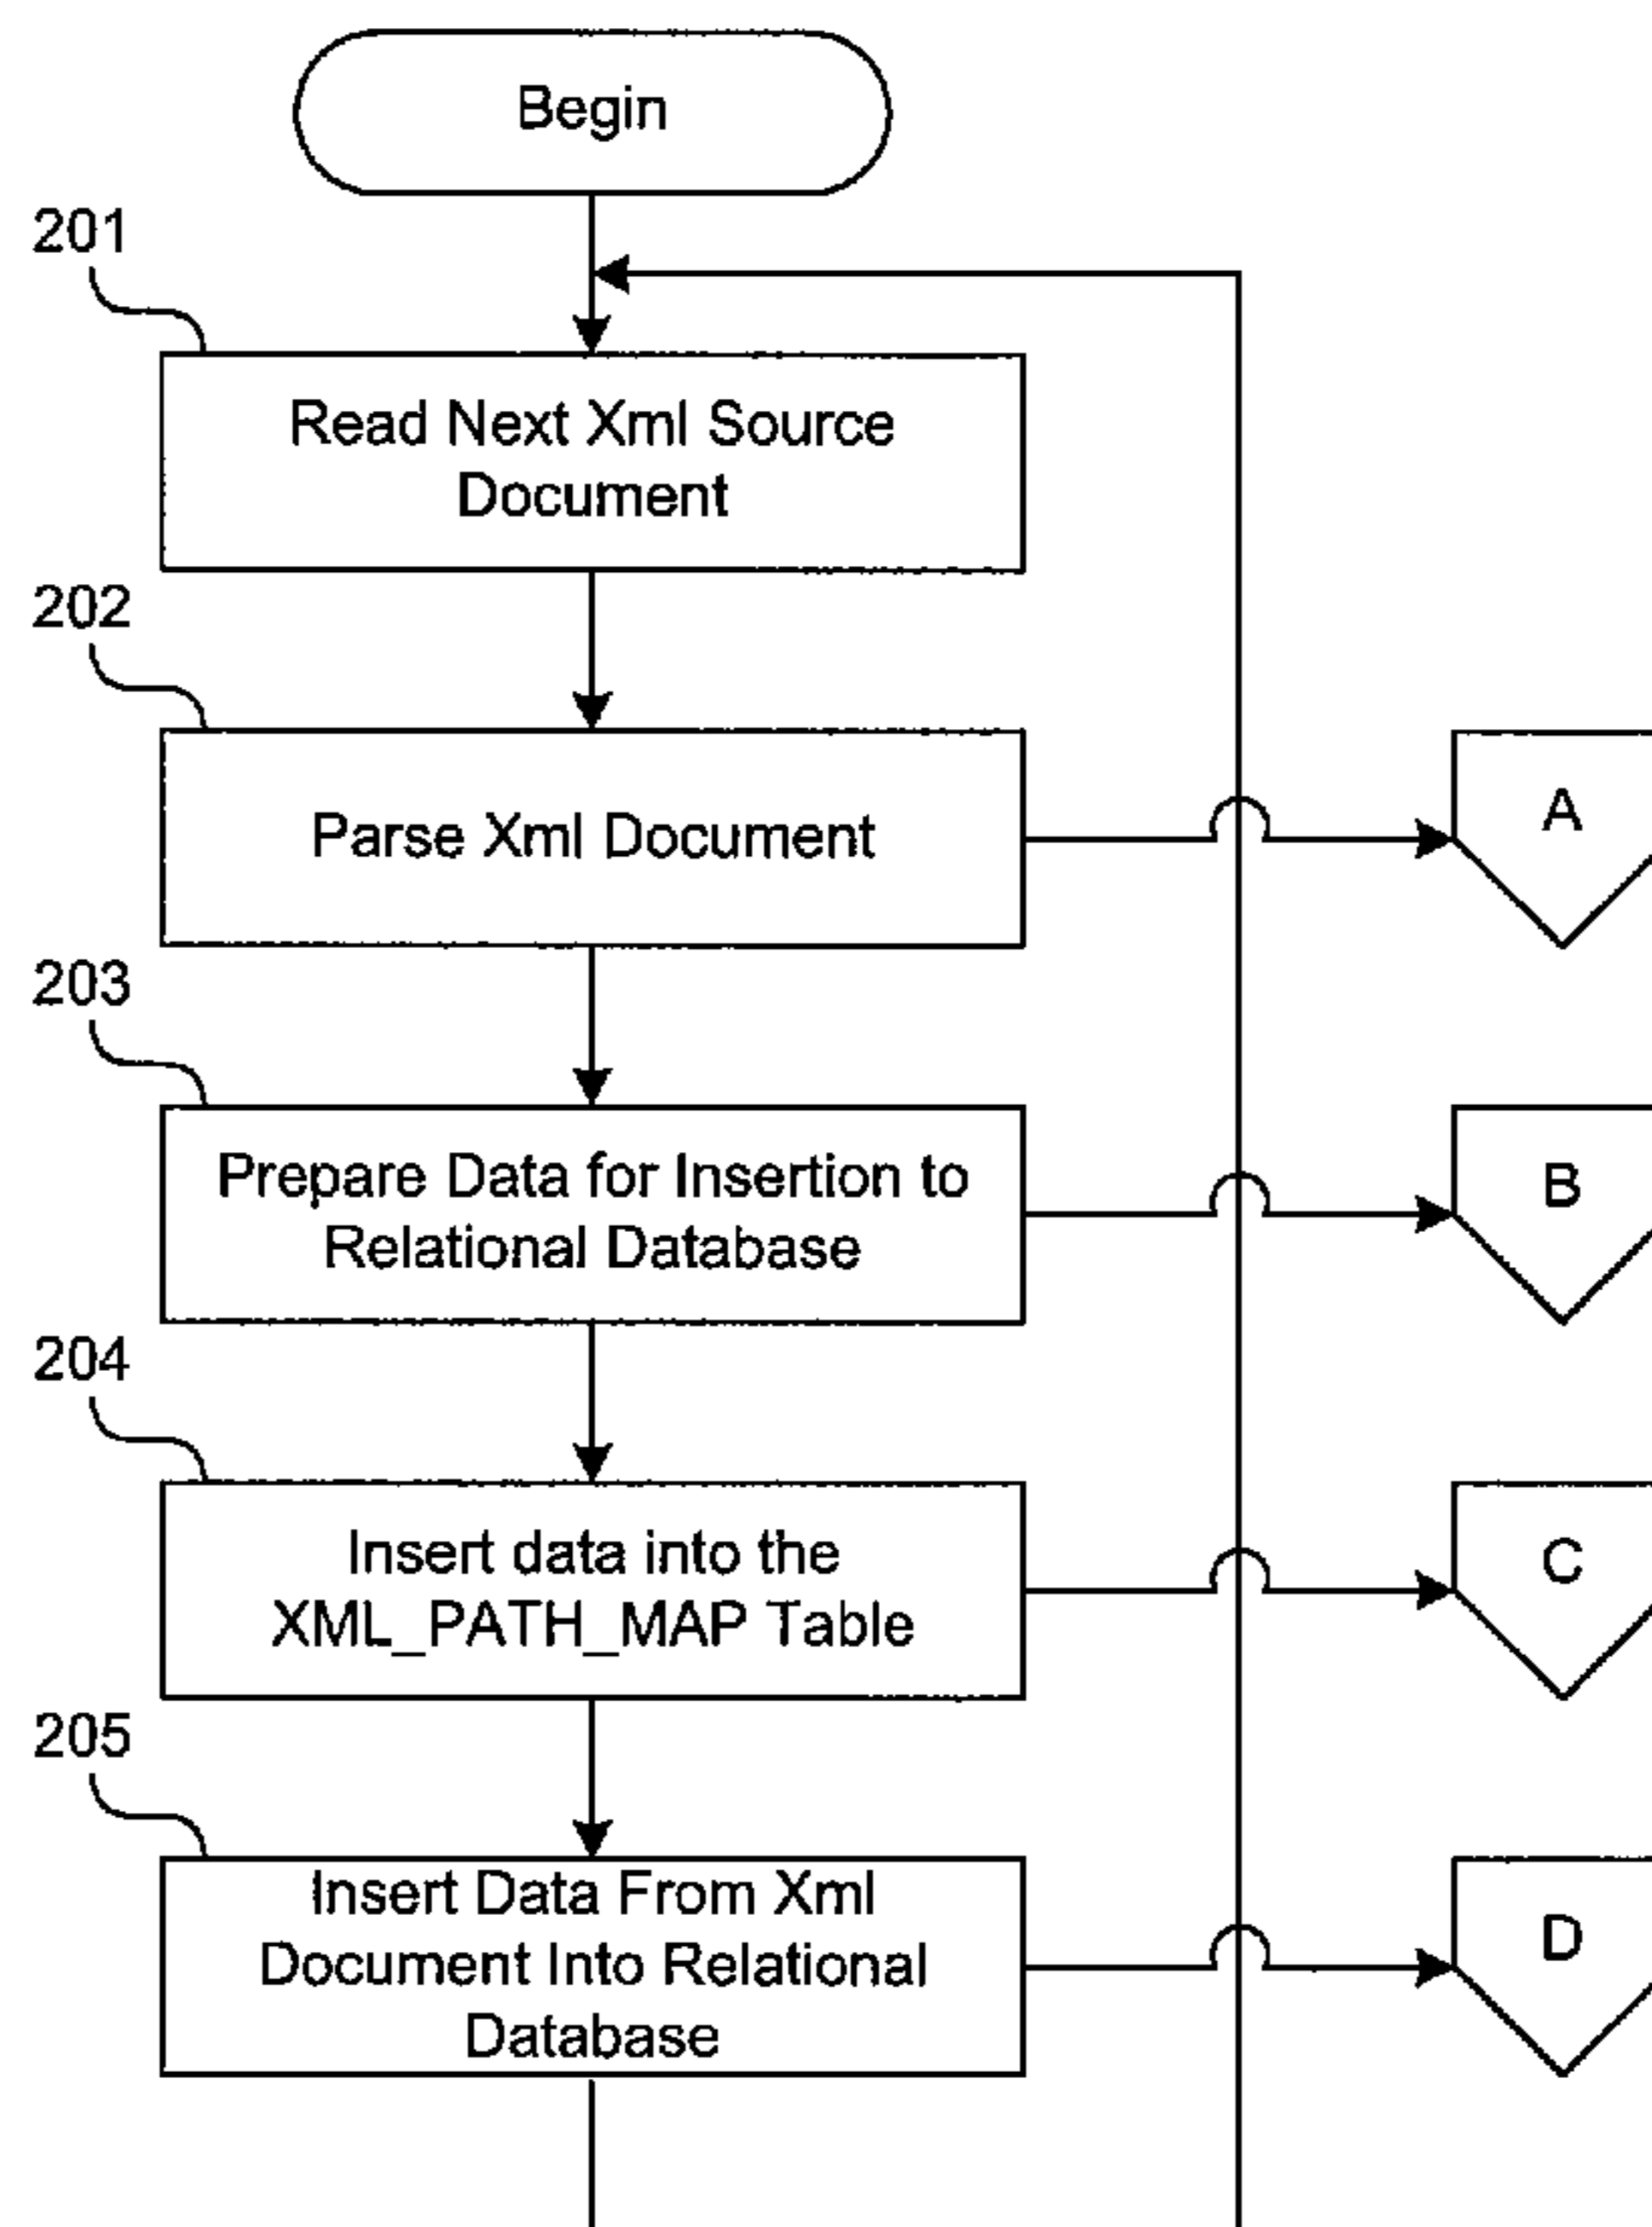 Begin
201
Read Next Xml Source
Document
202
Parse Xml Document
A
203
Prepare Data for Insertion to
Relational Database
B
204
Insert data into the
XML_PATH_MAP Table
C
205
Insert Data From Xml
Document Into Relational
Database
D